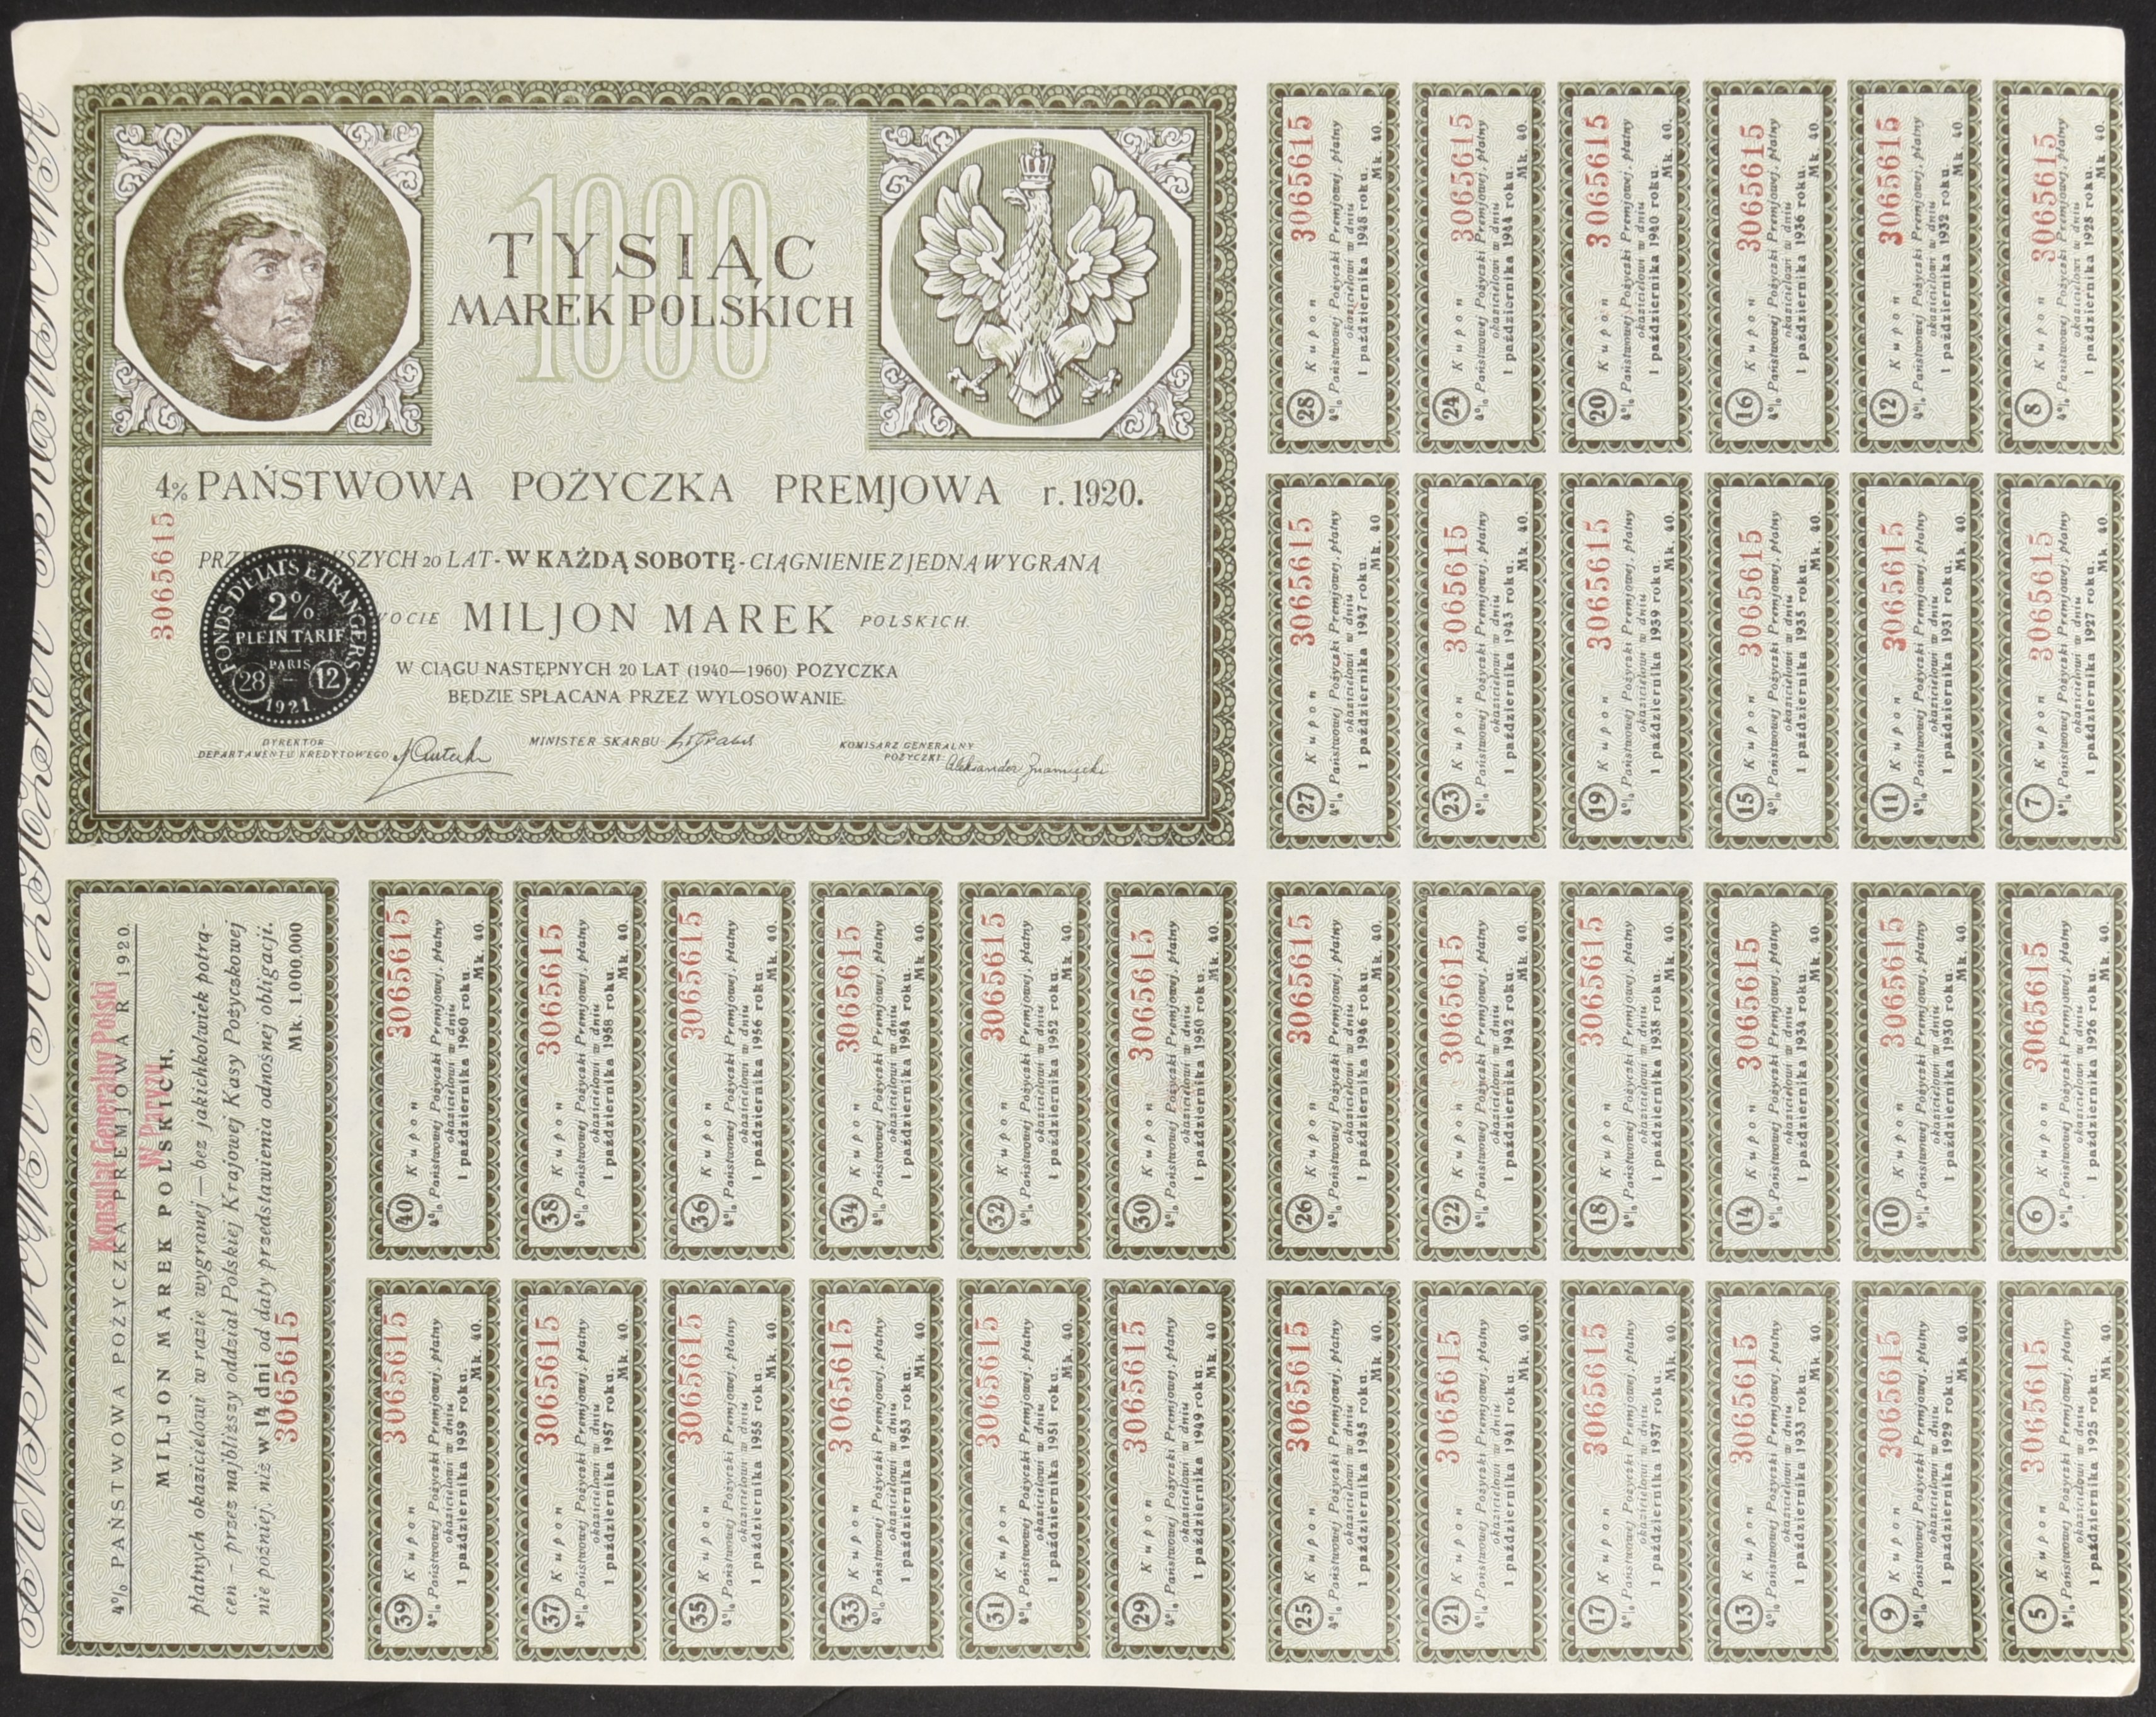 1000
TYSIĄC
MAREK POLSKICH
4% PAŃSTWOWA POŻYCZKA PREMJOWA r. 1920.
3065615
20 LAT - W KAŻDĄ SOBOTĘ - CIĄGNIENIE Z JEDNĄ WYGRANĄ
MILJON MAREK POLSKICH.
W CIĄGU NASTĘPNYCH 20 LAT (1940—1960) POŻYCZKA
BĘDZIE SPŁACANA PRZEZ WYLOSOWANIE.
FONDS D'ETATS ETRANGERS
2%
PLEIN TARIF
PARIS
28 — 12
1921
DYREKTOR
DEPARTAMENTU KREDYTOWEGO
MINISTER SKARBU
KOMISARZ GENERALNY
POŻYCZKI
Aleksander Znamięcki
28 Kupon 3065615
4% Państwowej Pożyczki Premjowej, płatny
okazicielowi w dniu
1 października 1948 roku.
Mk. 40.
24 Kupon 3065615
4% Państwowej Pożyczki Premjowej, płatny
okazicielowi w dniu
1 października 1944 roku.
Mk. 40.
20 Kupon 3065615
4% Państwowej Pożyczki Premjowej, płatny
okazicielowi w dniu
1 października 1940 roku.
Mk. 40.
16 Kupon 3065615
4% Państwowej Pożyczki Premjowej, płatny
okazicielowi w dniu
1 października 1936 roku.
Mk. 40.
12 Kupon 3065615
4% Państwowej Pożyczki Premjowej, płatny
okazicielowi w dniu
1 października 1932 roku.
Mk. 40.
8 Kupon 3065615
4% Państwowej Pożyczki Premjowej, płatny
okazicielowi w dniu
1 października 1928 roku.
Mk. 40.
27 Kupon 3065615
4% Państwowej Pożyczki Premjowej, płatny
okazicielowi w dniu
1 października 1947 roku.
Mk. 40
23 Kupon 3065615
4% Państwowej Pożyczki Premjowej, płatny
okazicielowi w dniu
1 października 1943 roku.
Mk. 40.
19 Kupon 3065615
4% Państwowej Pożyczki Premjowej, płatny
okazicielowi w dniu
1 października 1939 roku.
Mk. 40.
15 Kupon 3065615
4% Państwowej Pożyczki Premjowej, płatny
okazicielowi w dniu
1 października 1935 roku.
Mk. 40.
11 Kupon 3065615
4% Państwowej Pożyczki Premjowej, płatny
okazicielowi w dniu
1 października 1931 roku.
Mk. 40.
7 Kupon 3065615
4% Państwowej Pożyczki Premjowej, płatny
okazicielowi w dniu
1 października 1927 roku.
Mk. 40
4% PAŃSTWOWA POŻYCZKA PREMJOWA R 1920.
Konsulat Generalny Polski
W Paryżu
MILJON MAREK POLSKICH,
płatnych okazicielowi w razie wygranej — bez jakichkolwiek potrą-
ceń — przez najbliższy oddział Polskiej Krajowej Kasy Pożyczkowej
nie później, niż w 14 dni od daty przedstawienia odnośnej obligacji.
3065615 Mk. 1.000.000
40 Kupon 3065615
4% Państwowej Pożyczki Premjowej, płatny
okazicielowi w dniu
1 października 1960 roku.
Mk. 40.
38 Kupon 3065615
4% Państwowej Pożyczki Premjowej, płatny
okazicielowi w dniu
1 października 1958 roku.
Mk. 40.
36 Kupon 3065615
4% Państwowej Pożyczki Premjowej, płatny
okazicielowi w dniu
1 października 1956 roku.
Mk. 40.
34 Kupon 3065615
4% Państwowej Pożyczki Premjowej, płatny
okazicielowi w dniu
1 października 1954 roku.
Mk. 40.
32 Kupon 3065615
4% Państwowej Pożyczki Premjowej, płatny
okazicielowi w dniu
1 października 1952 roku.
Mk. 40.
30 Kupon 3065615
4% Państwowej Pożyczki Premjowej, płatny
okazicielowi w dniu
1 października 1950 roku.
Mk. 40.
26 Kupon 3065615
4% Państwowej Pożyczki Premjowej, płatny
okazicielowi w dniu
1 października 1946 roku.
Mk. 40.
22 Kupon 3065615
4% Państwowej Pożyczki Premjowej, płatny
okazicielowi w dniu
1 października 1942 roku.
Mk. 40.
18 Kupon 3065615
4% Państwowej Pożyczki Premjowej, płatny
okazicielowi w dniu
1 października 1938 roku.
Mk. 40.
14 Kupon 3065615
4% Państwowej Pożyczki Premjowej, płatny
okazicielowi w dniu
1 października 1934 roku.
Mk. 40.
10 Kupon 3065615
4% Państwowej Pożyczki Premjowej, płatny
okazicielowi w dniu
1 października 1930 roku.
Mk. 40.
6 Kupon 3065615
4% Państwowej Pożyczki Premjowej, płatny
okazicielowi w dniu
1 października 1926 roku.
Mk. 40.
39 Kupon 3065615
4% Państwowej Pożyczki Premjowej, płatny
okazicielowi w dniu
1 października 1959 roku.
Mk. 40.
37 Kupon 3065615
4% Państwowej Pożyczki Premjowej, płatny
okazicielowi w dniu
1 października 1957 roku.
Mk. 40.
35 Kupon 3065615
4% Państwowej Pożyczki Premjowej, płatny
okazicielowi w dniu
1 października 1955 roku.
Mk. 40.
33 Kupon 3065615
4% Państwowej Pożyczki Premjowej, płatny
okazicielowi w dniu
1 października 1953 roku.
Mk. 40.
31 Kupon 3065615
4% Państwowej Pożyczki Premjowej, płatny
okazicielowi w dniu
1 października 1951 roku.
Mk. 40.
29 Kupon 3065615
4% Państwowej Pożyczki Premjowej, płatny
okazicielowi w dniu
1 października 1949 roku.
Mk. 40
25 Kupon 3065615
4% Państwowej Pożyczki Premjowej, płatny
okazicielowi w dniu
1 października 1945 roku.
Mk. 40.
21 Kupon 3065615
4% Państwowej Pożyczki Premjowej, płatny
okazicielowi w dniu
1 października 1941 roku.
Mk. 40.
17 Kupon 3065615
4% Państwowej Pożyczki Premjowej, płatny
okazicielowi w dniu
1 października 1937 roku.
Mk. 40.
13 Kupon 3065615
4% Państwowej Pożyczki Premjowej, płatny
okazicielowi w dniu
1 października 1933 roku.
Mk. 40.
9 Kupon 3065615
4% Państwowej Pożyczki Premjowej, płatny
okazicielowi w dniu
1 października 1929 roku.
Mk. 40.
5 Kupon 3065615
4% Państwowej Pożyczki Premjowej, płatny
okazicielowi w dniu
1 października 1925 roku.
Mk. 40.